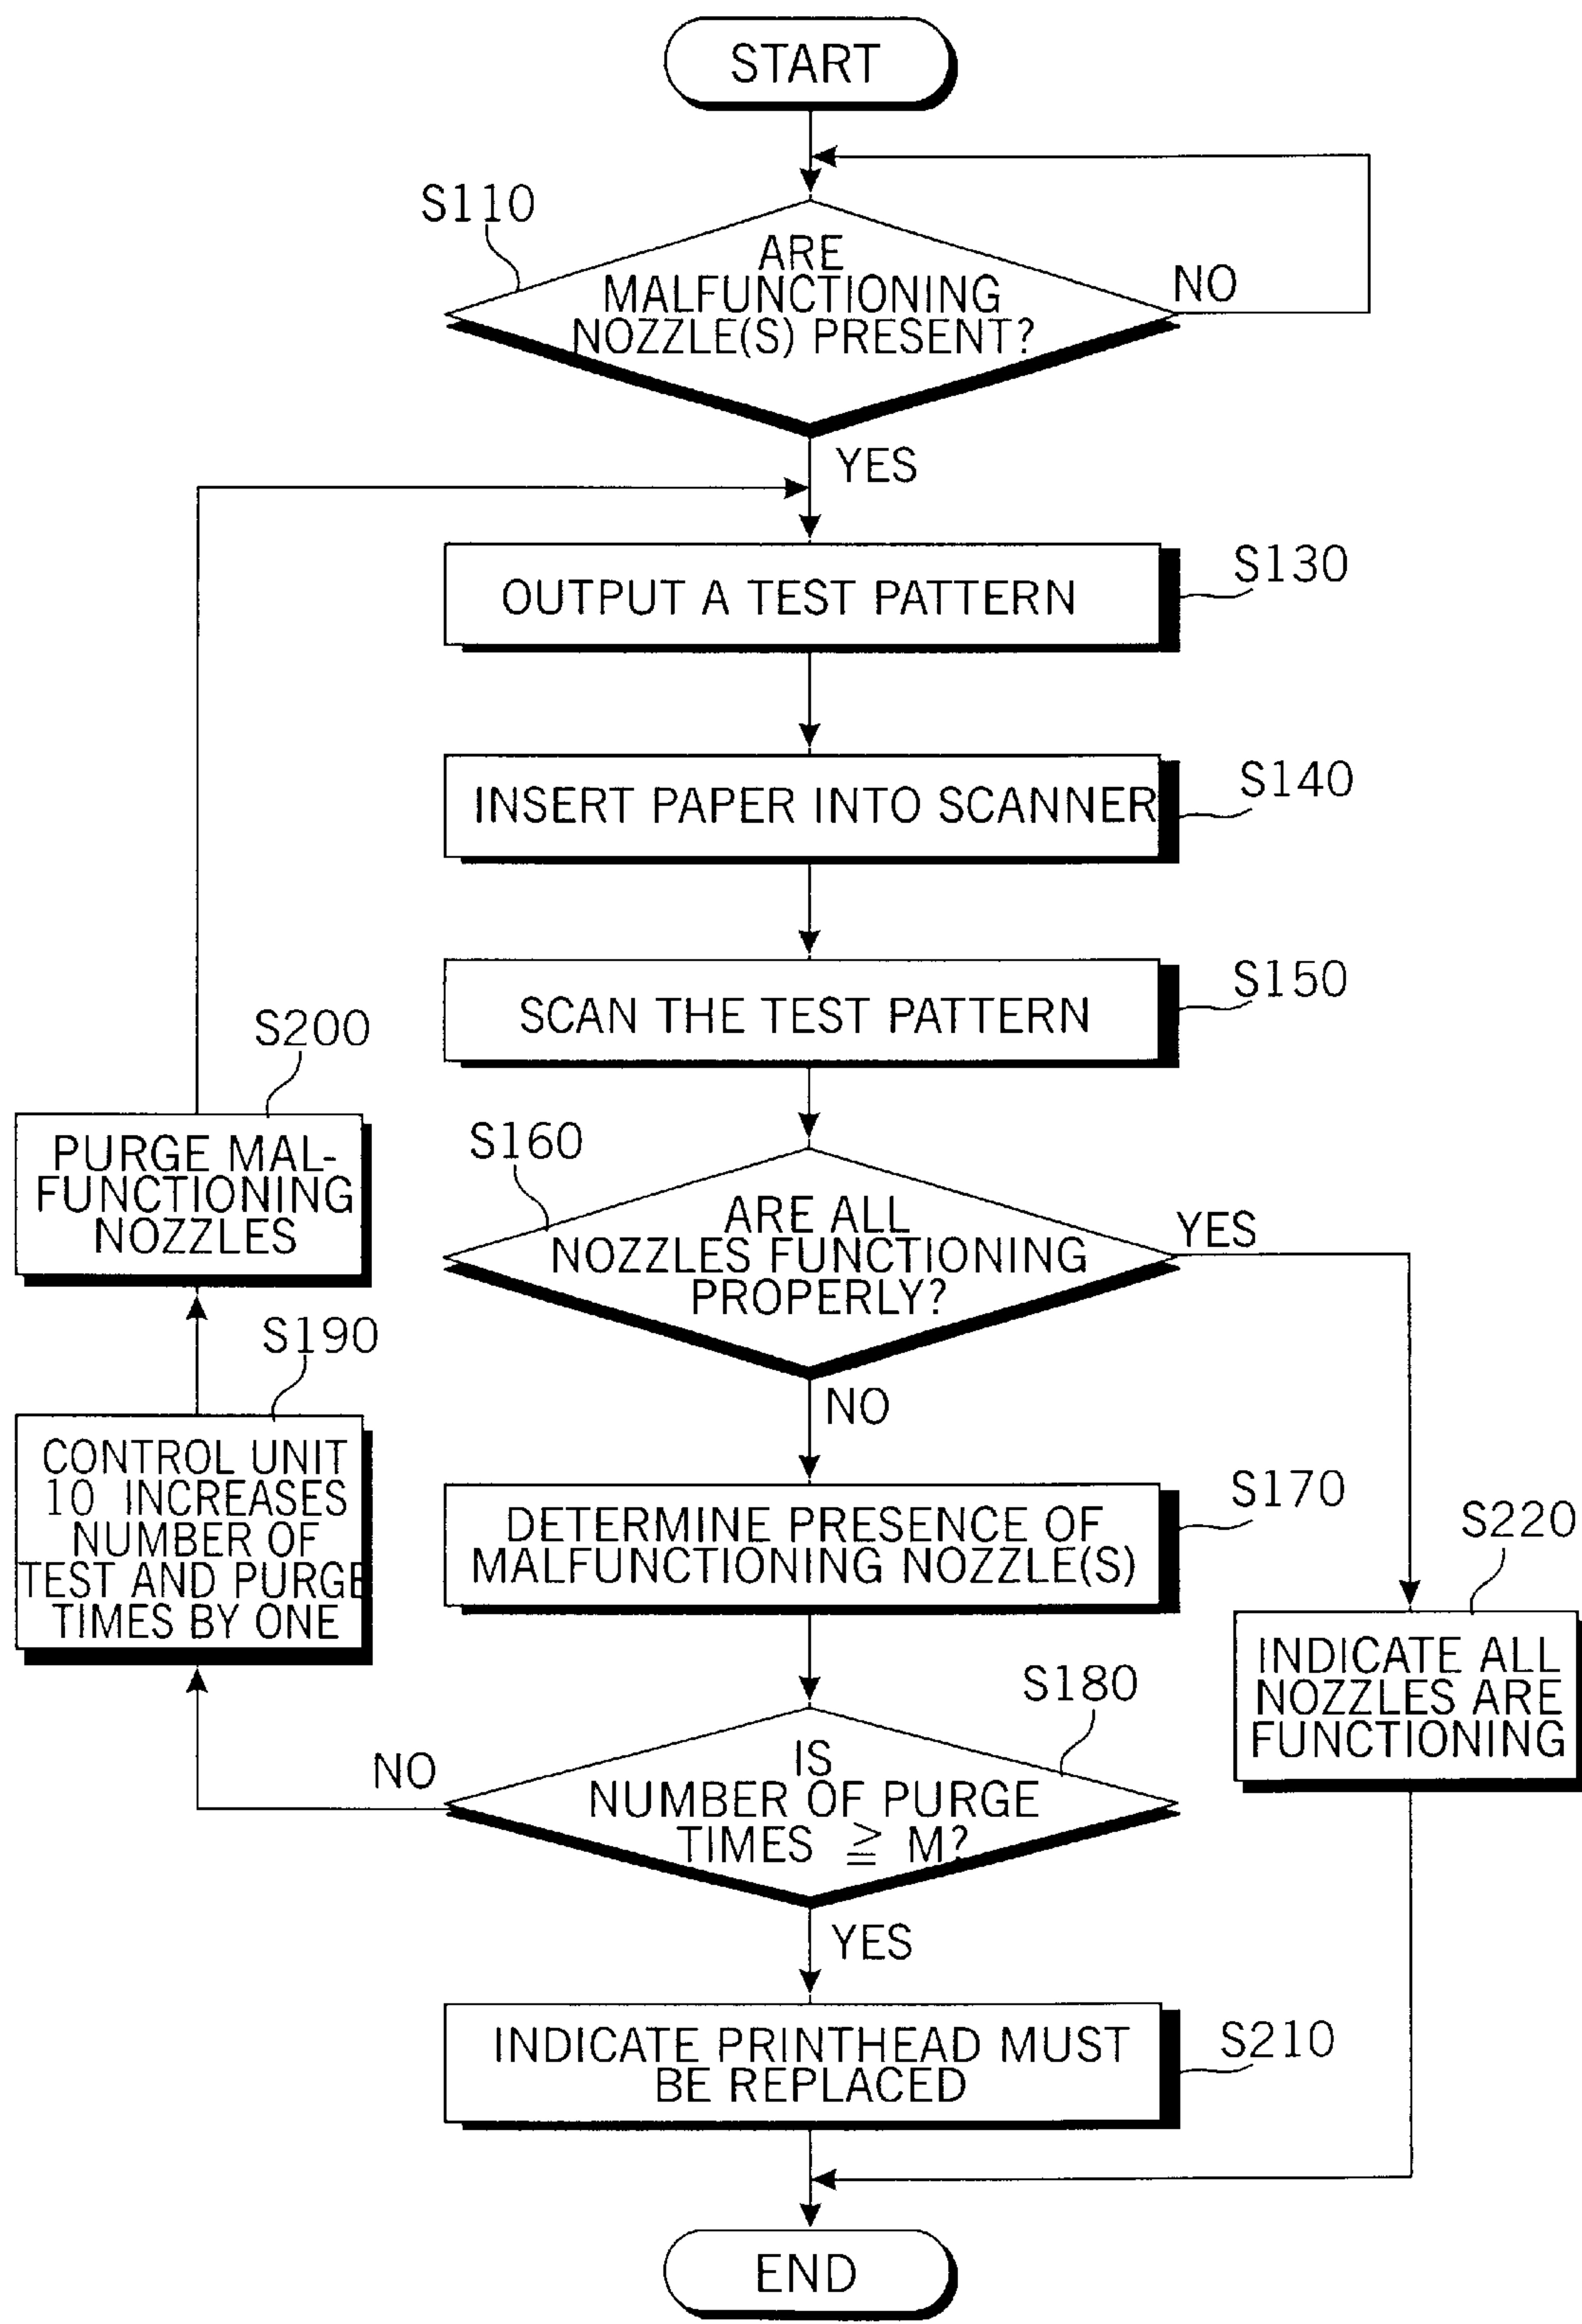 START
S110
ARE
MALFUNCTIONING
NOZZLE(S) PRESENT?
NO
YES
OUTPUT A TEST PATTERN
S130
INSERT PAPER INTO SCANNER
S140
SCAN THE TEST PATTERN
S150
S200
PURGE MAL-
FUNCTIONING
NOZZLES
S160
ARE ALL
NOZZLES FUNCTIONING
PROPERLY?
YES
NO
S190
CONTROL UNIT
10 INCREASES
NUMBER OF
TEST AND PURGE
TIMES BY ONE
DETERMINE PRESENCE OF
MALFUNCTIONING NOZZLE(S)
S170
S220
INDICATE ALL
NOZZLES ARE
FUNCTIONING
S180
IS
NUMBER OF PURGE
TIMES ≧ M?
NO
YES
INDICATE PRINTHEAD MUST
BE REPLACED
S210
END